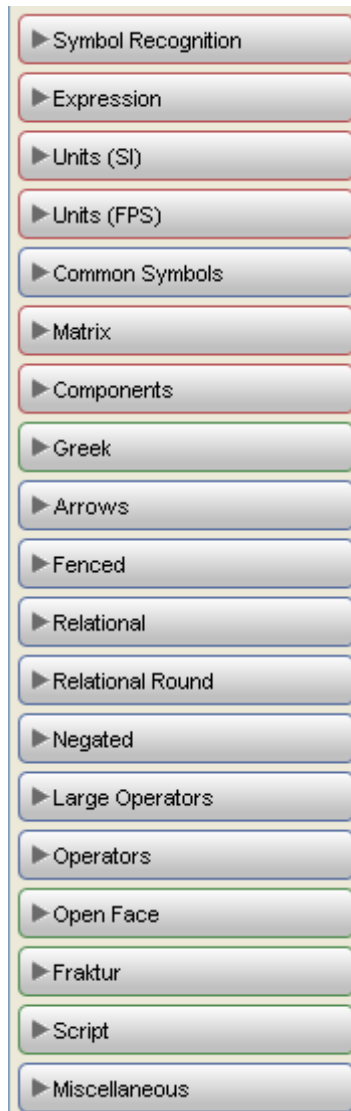 Symbol Recognition
Expression
Units (SI)
Units (FPS)
Common Symbols
Matrix
Components
Greek
Arrows
Fenced
Relational
Relational Round
Negated
Large Operators
Operators
Open Face
Fraktur
Script
Miscellaneous